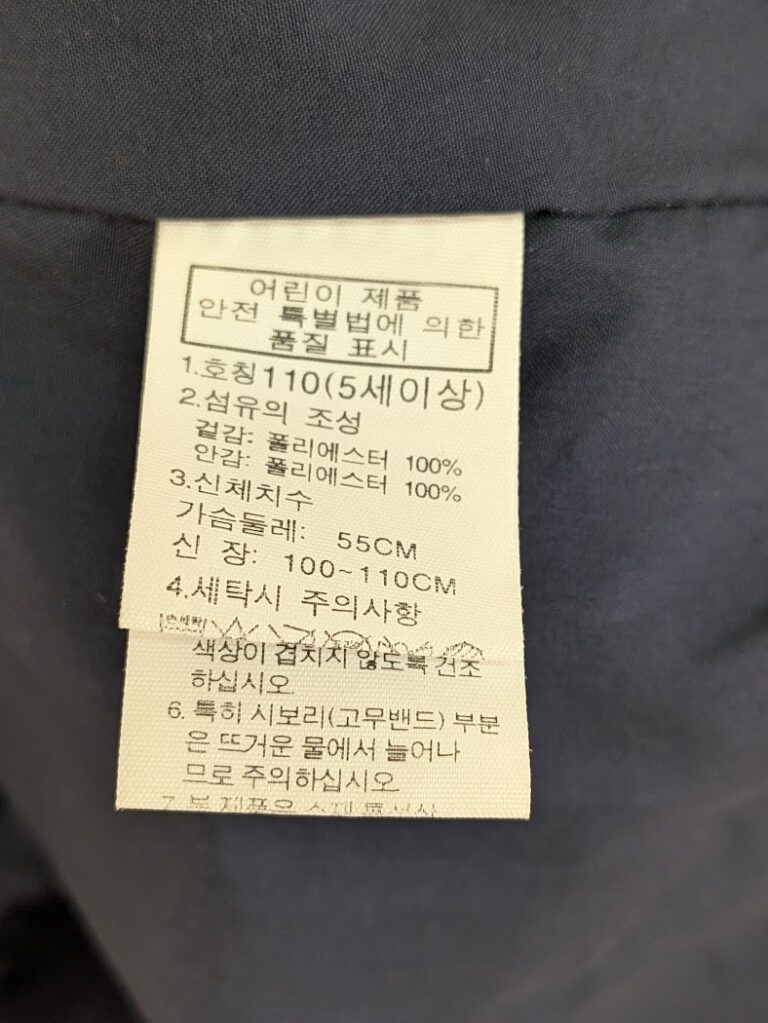 어린이 제품
안전 특별법에 의한
품질 표시
1.호칭110(5세이상)
2.섬유의 조성
겉감: 폴리에스터 100%
안감: 폴리에스터 100%
3.신체치수
가슴둘레: 55CM
신 장: 100~110CM
4.세탁시 주의사항
색상이 겹치지 않도록 건조
하십시오.
6. 특히 시보리(고무밴드) 부분
은 뜨거운 물에서 늘어나
므로 주의하십시오
7. 본 제품은